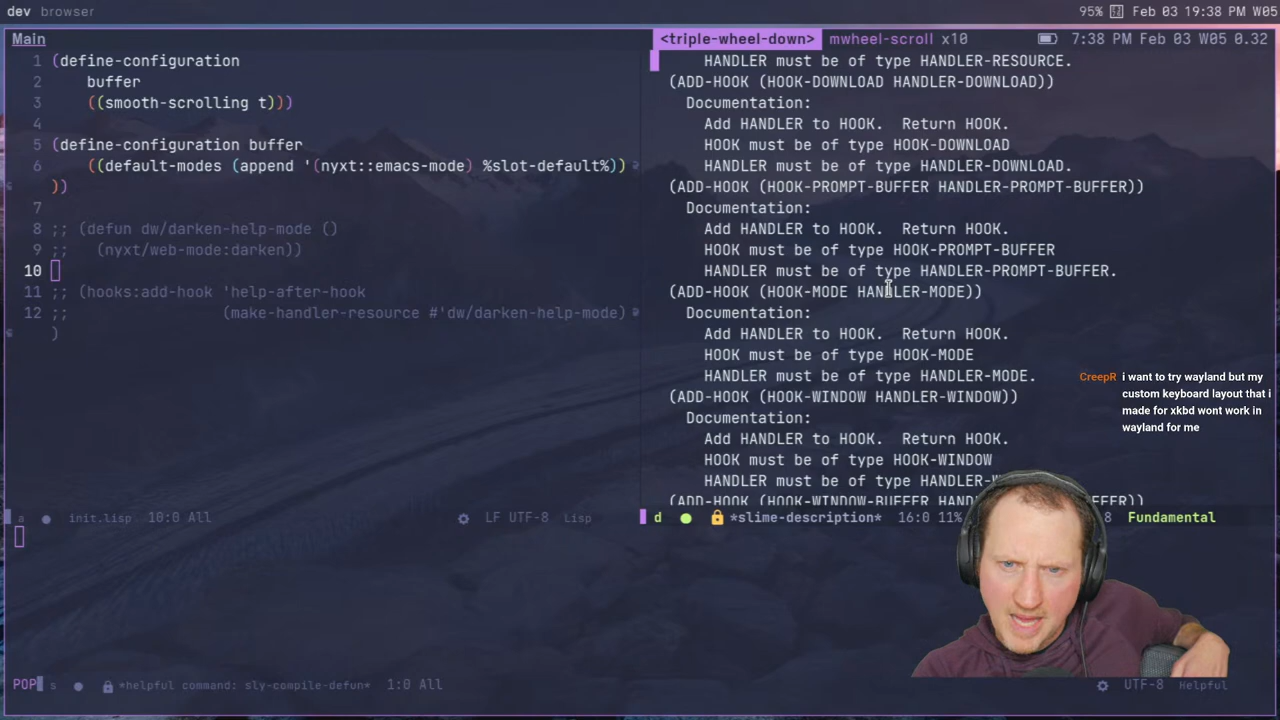 dev browser
95% Feb 03 19:38 PM W05
Main
<triple-wheel-down> mwheel-scroll x10
7:38 PM Feb 03 W05 0.32
1 (define-configuration
2 buffer
3 ((smooth-scrolling t)))
4
5 (define-configuration buffer
6 ((default-modes (append '(nyxt::emacs-mode) %slot-default%))
))
7
8 ;; (defun dw/darken-help-mode ()
9 ;; (nyxt/web-mode:darken))
10
11 ;; (hooks:add-hook 'help-after-hook
12 ;; (make-handler-resource #'dw/darken-help-mode)
)
a init.lisp 10:0 All LF UTF-8 Lisp
HANDLER must be of type HANDLER-RESOURCE.
(ADD-HOOK (HOOK-DOWNLOAD HANDLER-DOWNLOAD))
Documentation:
Add HANDLER to HOOK. Return HOOK.
HOOK must be of type HOOK-DOWNLOAD
HANDLER must be of type HANDLER-DOWNLOAD.
(ADD-HOOK (HOOK-PROMPT-BUFFER HANDLER-PROMPT-BUFFER))
Documentation:
Add HANDLER to HOOK. Return HOOK.
HOOK must be of type HOOK-PROMPT-BUFFER
HANDLER must be of type HANDLER-PROMPT-BUFFER.
(ADD-HOOK (HOOK-MODE HANDLER-MODE))
Documentation:
Add HANDLER to HOOK. Return HOOK.
HOOK must be of type HOOK-MODE
HANDLER must be of type HANDLER-MODE.
(ADD-HOOK (HOOK-WINDOW HANDLER-WINDOW))
Documentation:
Add HANDLER to HOOK. Return HOOK.
HOOK must be of type HOOK-WINDOW
HANDLER must be of type
(ADD-HOOK (HOOK-WINDOW-BUFFER
d *slime-description* 16:0 11% 8 Fundamental
CreepR i want to try wayland but my
custom keyboard layout that i
made for xkbd wont work in
wayland for me
POP s *helpful command: sly-compile-defun* 1:0 All UTF-8 Helpful